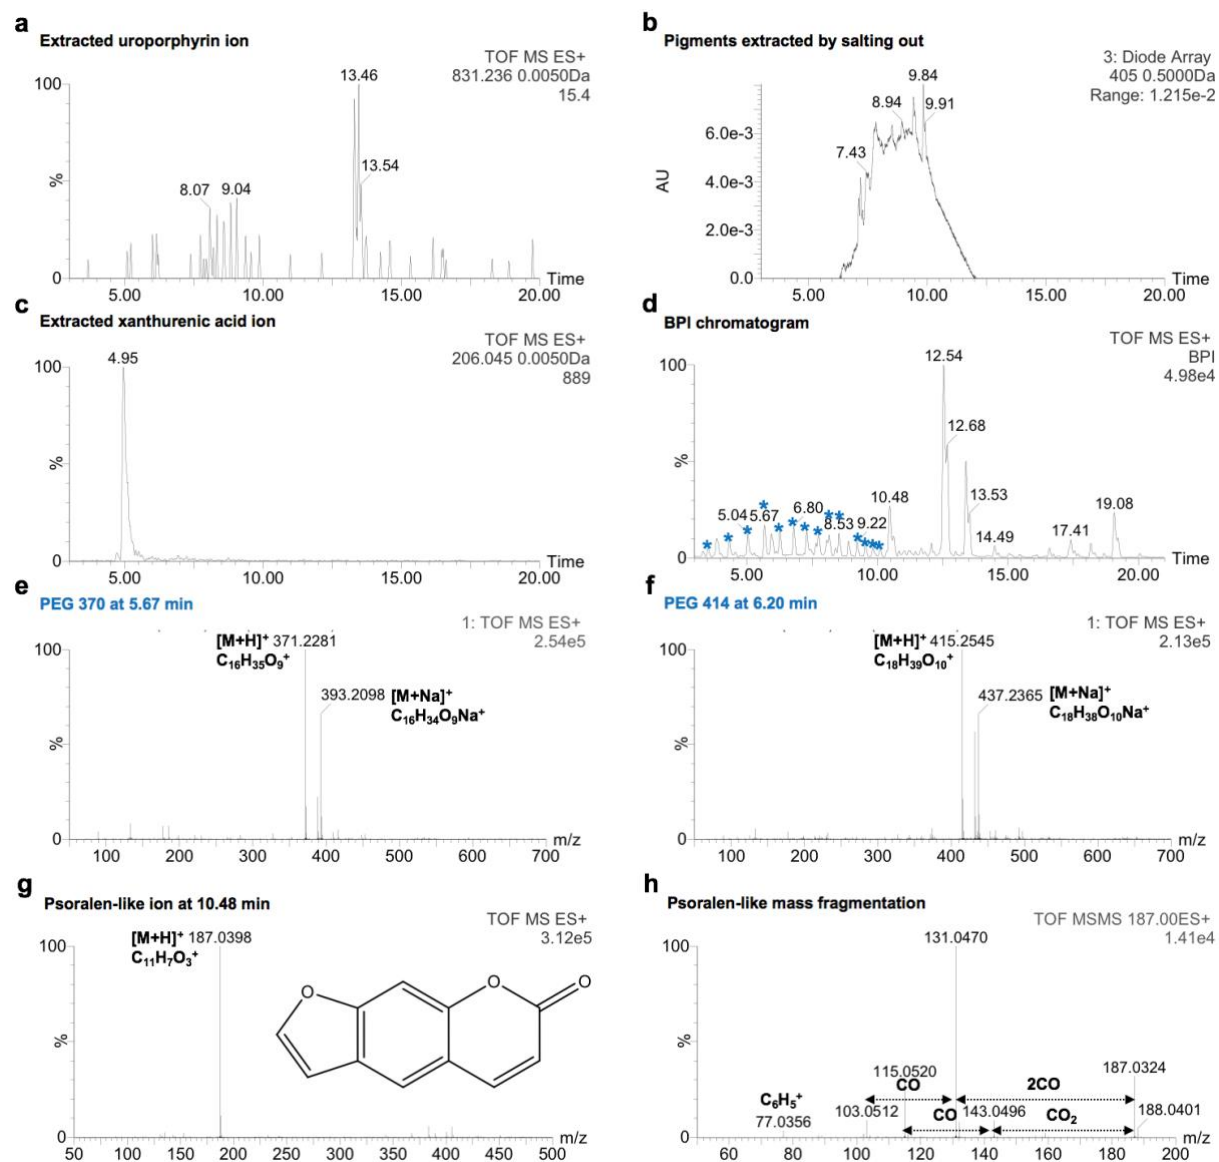 a
Extracted uroporphyrin ion
TOF MS ES+
831.236 0.0050Da
15.4
100
%
0
13.46
13.54
8.07
9.04
5.00
10.00
15.00
20.00
Time
b
Pigments extracted by salting out
3: Diode Array
405 0.5000Da
Range: 1.215e-2
9.84
8.94
9.91
7.43
6.0e-3
4.0e-3
2.0e-3
0.0
AU
5.00
10.00
15.00
20.00
Time
c
Extracted xanthurenic acid ion
TOF MS ES+
206.045 0.0050Da
889
4.95
100
%
0
5.00
10.00
15.00
20.00
Time
d
BPI chromatogram
TOF MS ES+
BPI
4.98e4
12.54
12.68
100
%
0
5.04
5.67
6.80
8.53
9.22
10.48
13.53
14.49
17.41
19.08
5.00
10.00
15.00
20.00
Time
e
PEG 370 at 5.67 min
1: TOF MS ES+
2.54e5
[M+H]+ 371.2281
C16H35O9+
393.2098 [M+Na]+
C16H34O9Na+
100
%
0
100
200
300
400
500
600
700
m/z
f
PEG 414 at 6.20 min
1: TOF MS ES+
2.13e5
[M+H]+ 415.2545
C18H39O10+
437.2365 [M+Na]+
C18H38O10Na+
100
%
0
100
200
300
400
500
600
700
m/z
g
Psoralen-like ion at 10.48 min
TOF MS ES+
3.12e5
[M+H]+ 187.0398
C11H7O3+
100
%
0
O
O
O
50
100
150
200
250
300
350
400
450
500
m/z
h
Psoralen-like mass fragmentation
TOF MSMS 187.00ES+
1.41e4
131.0470
100
%
0
115.0520
187.0324
CO
2CO
C6H5+
77.0356
103.0512
CO
143.0496
CO2
188.0401
60
80
100
120
140
160
180
200
m/z